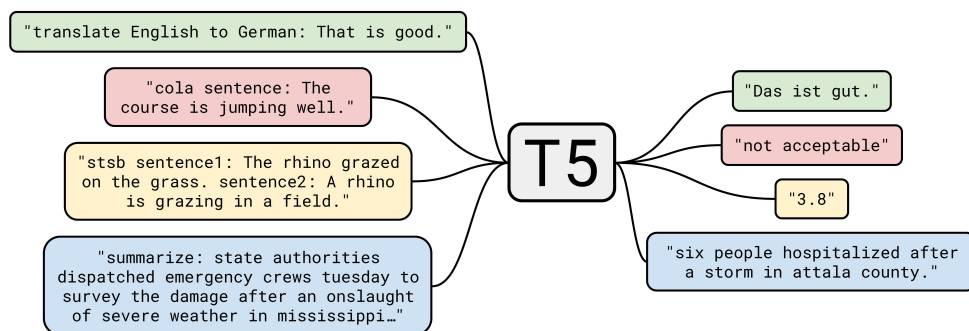 "translate English to German: That is good."
"cola sentence: The
course is jumping well."
"stsb sentence1: The rhino grazed
on the grass. sentence2: A rhino
is grazing in a field."
"summarize: state authorities
dispatched emergency crews tuesday to
survey the damage after an onslaught
of severe weather in mississippi…"
T5
"Das ist gut."
"not acceptable"
"3.8"
"six people hospitalized after
a storm in attala county."